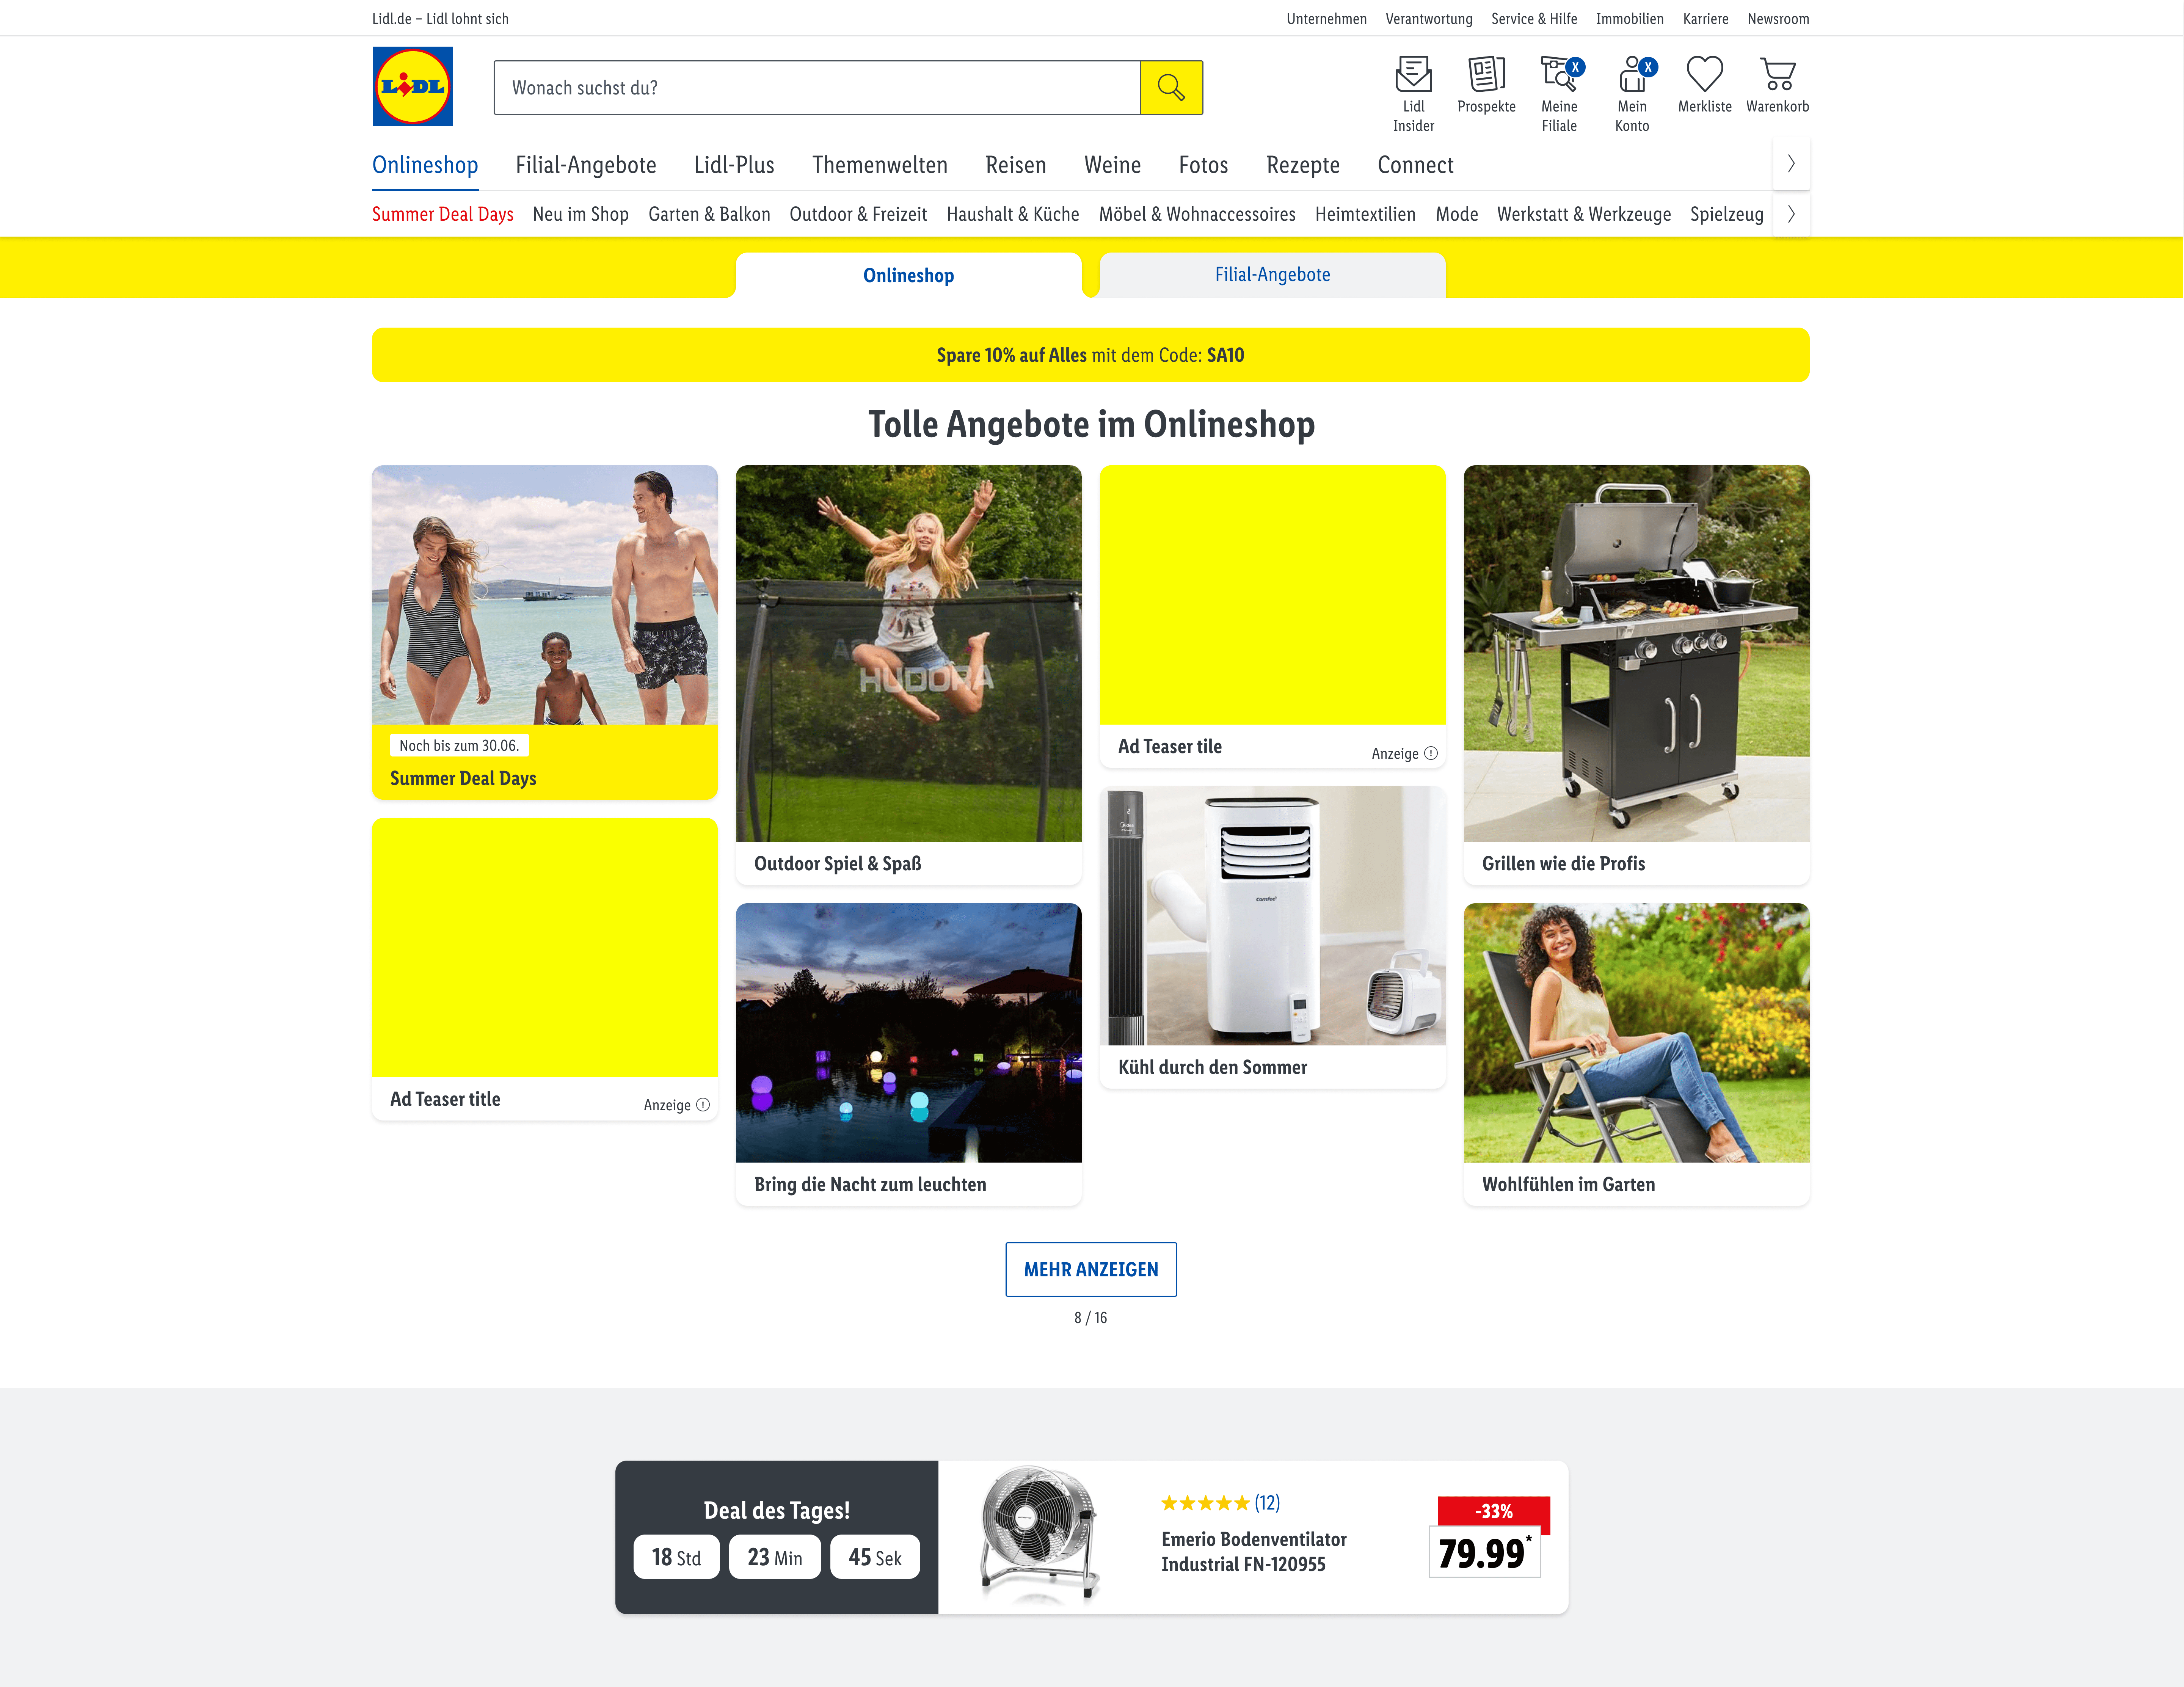 Lidl.de – Lidl lohnt sich
Unternehmen Verantwortung Service & Hilfe Immobilien Karriere Newsroom
LIDL
Wonach suchst du?
Lidl Insider
Prospekte
X
Meine Filiale
X
Mein Konto
Merkliste
Warenkorb
Onlineshop Filial-Angebote Lidl-Plus Themenwelten Reisen Weine Fotos Rezepte Connect
Summer Deal Days Neu im Shop Garten & Balkon Outdoor & Freizeit Haushalt & Küche Möbel & Wohnaccessoires Heimtextilien Mode Werkstatt & Werkzeuge Spielzeug
Onlineshop
Filial-Angebote
Spare 10% auf Alles mit dem Code: SA10
Tolle Angebote im Onlineshop
Noch bis zum 30.06.
Summer Deal Days
Ad Teaser title
Anzeige
HUDORA
Outdoor Spiel & Spaß
Bring die Nacht zum leuchten
Ad Teaser tile
Anzeige
Comfee'
Kühl durch den Sommer
Grillen wie die Profis
Wohlfühlen im Garten
MEHR ANZEIGEN
8 / 16
Deal des Tages!
18 Std 23 Min 45 Sek
(12)
Emerio Bodenventilator
Industrial FN-120955
-33%
79.99*